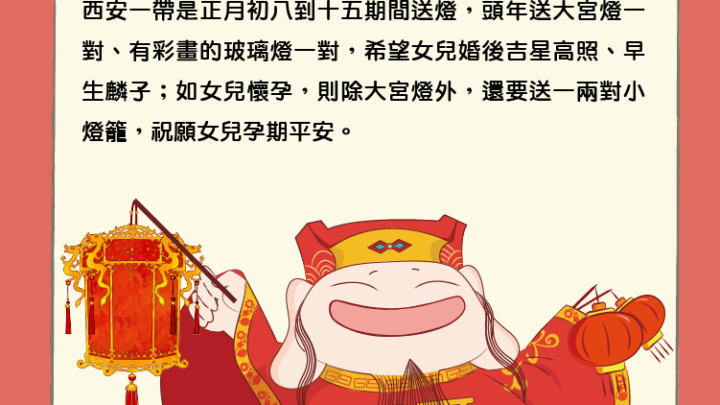 西安一帶是正月初八到十五期間送燈，頭年送大宮燈一
對、有彩畫的玻璃燈一對，希望女兒婚後吉星高照、早
生麟子；如女兒懷孕，則除大宮燈外，還要送一兩對小
燈籠，祝願女兒孕期平安。